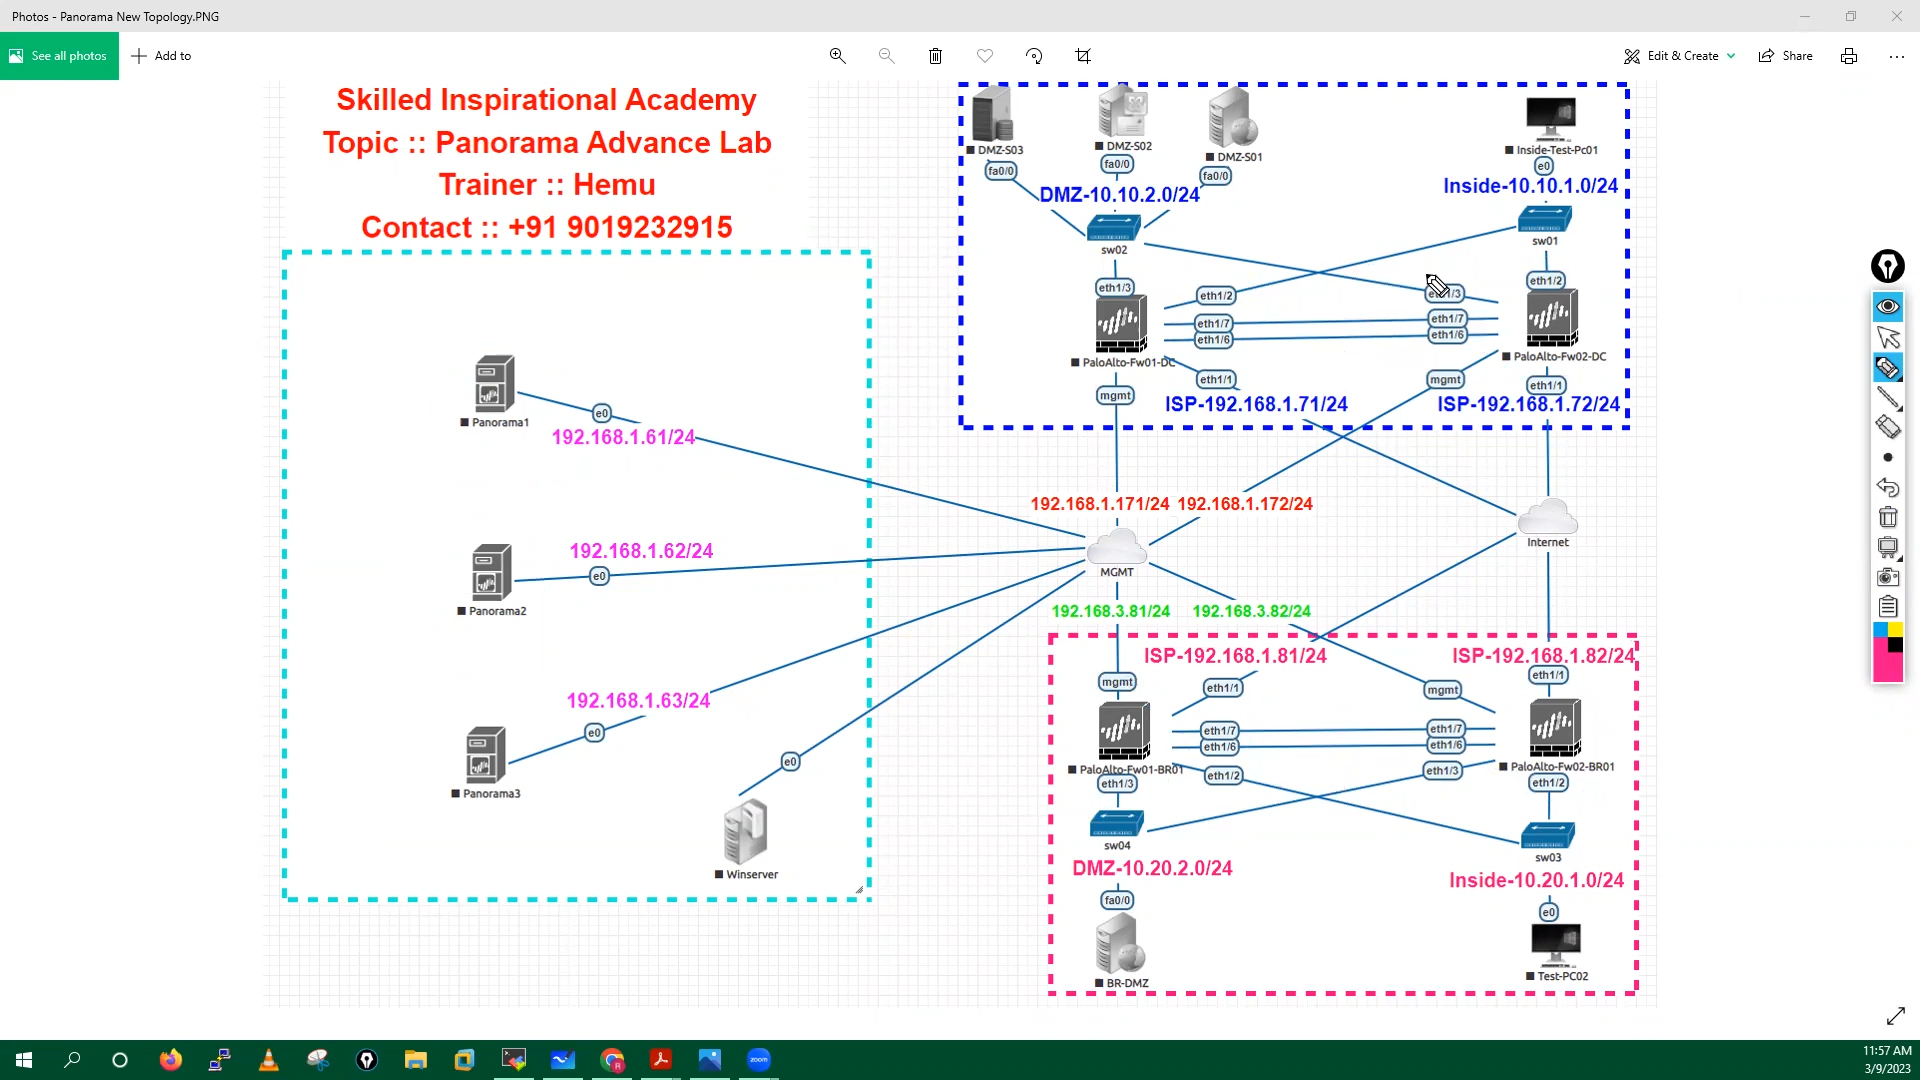 Photos - Panorama New Topology.PNG
See all photos
Add to
Edit & Create
Share
Skilled Inspirational Academy
Topic :: Panorama Advance Lab
Trainer :: Hemu
Contact :: +91 9019232915
DMZ-S03
DMZ-S02
DMZ-S01
Inside-Test-Pc01
fa0/0
fa0/0
fa0/0
e0
DMZ-10.10.2.0/24
Inside-10.10.1.0/24
sw02
sw01
eth1/3
eth1/2
eth1/3
eth1/2
eth1/7
eth1/7
eth1/6
eth1/6
PaloAlto-Fw01-DC
PaloAlto-Fw02-DC
mgmt
eth1/1
mgmt
eth1/1
ISP-192.168.1.71/24
ISP-192.168.1.72/24
Panorama1
e0
192.168.1.61/24
192.168.1.171/24
192.168.1.172/24
MGMT
Internet
192.168.1.62/24
e0
Panorama2
192.168.3.81/24
192.168.3.82/24
ISP-192.168.1.81/24
ISP-192.168.1.82/24
mgmt
eth1/1
mgmt
eth1/1
192.168.1.63/24
e0
Panorama3
e0
Winserver
eth1/7
eth1/7
eth1/6
eth1/6
PaloAlto-Fw01-BR01
PaloAlto-Fw02-BR01
eth1/3
eth1/2
eth1/3
eth1/2
sw04
sw03
DMZ-10.20.2.0/24
Inside-10.20.1.0/24
fa0/0
e0
BR-DMZ
Test-PC02
zoom
11:57 AM
3/9/2023